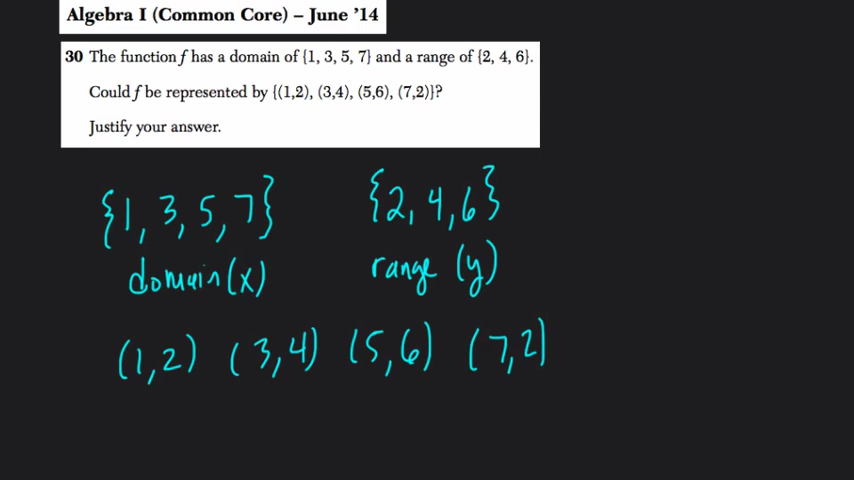 Algebra I (Common Core) – June ’14
30 The function f has a domain of {1, 3, 5, 7} and a range of {2, 4, 6}.
Could f be represented by {(1,2), (3,4), (5,6), (7,2)}?
Justify your answer.
{1, 3, 5, 7} {2, 4, 6}
domain (x) range (y)
(1,2) (3,4) (5,6) (7,2)